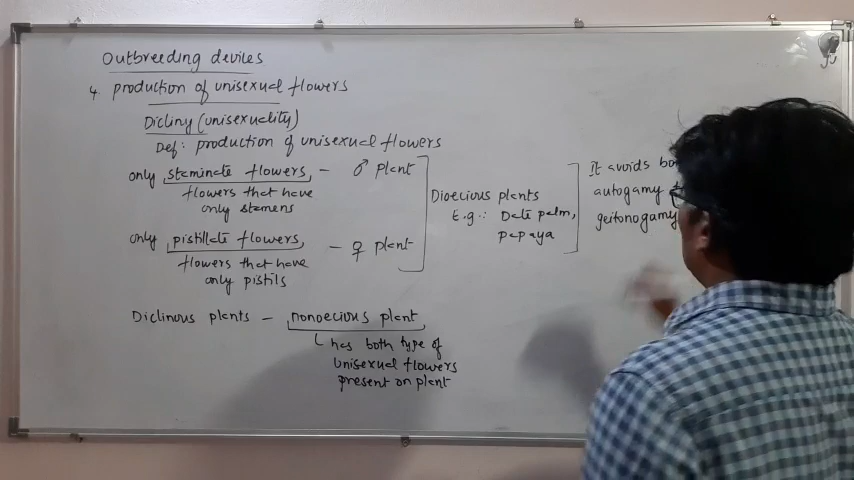 Outbreeding devices
4. production of unisexual flowers
Dicliny (unisexuality)
Def: production of unisexual flowers
only staminate flowers, - ♂ plant
flowers that have
only stamens
only pistillate flowers, - ♀ plant
flowers that have
only pistils
Dioecious plants
E.g.: Date palm,
papaya
It avoids
autogamy
geitonogamy
Diclinous plants - monoecious plant
has both type of
unisexual flowers
present on plant